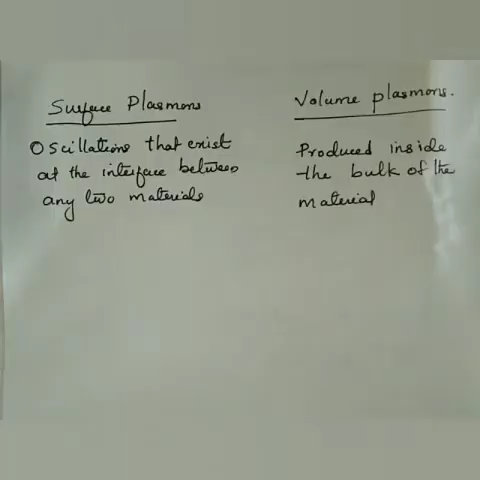 Surface Plasmons
Oscillations that exist
at the interface between
any two materials
Volume plasmons.
Produced inside
the bulk of the
material